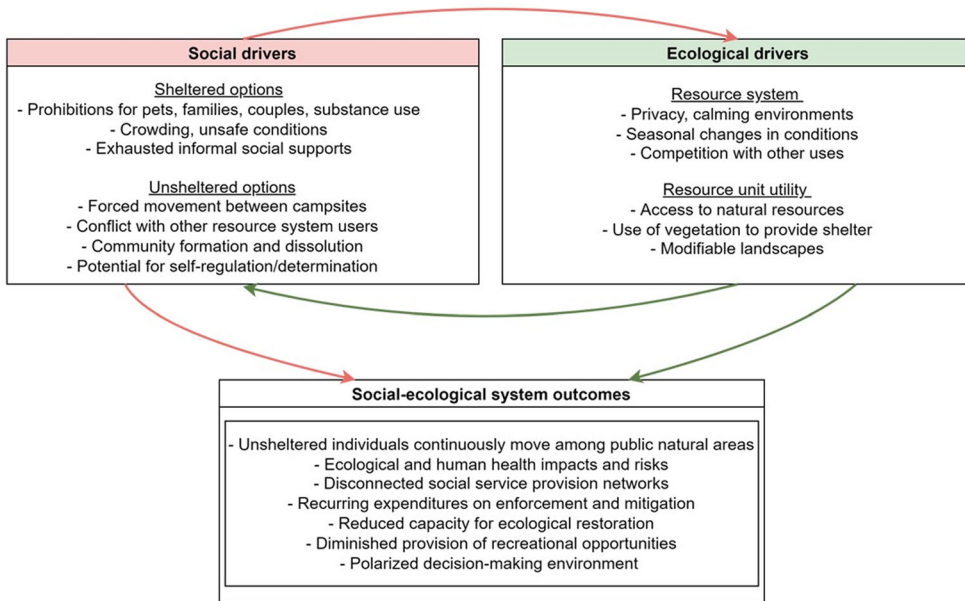 Social drivers
Sheltered options
- Prohibitions for pets, families, couples, substance use
- Crowding, unsafe conditions
- Exhausted informal social supports
Unsheltered options
- Forced movement between campsites
- Conflict with other resource system users
- Community formation and dissolution
- Potential for self-regulation/determination
Ecological drivers
Resource system
- Privacy, calming environments
- Seasonal changes in conditions
- Competition with other uses
Resource unit utility
- Access to natural resources
- Use of vegetation to provide shelter
- Modifiable landscapes
Social-ecological system outcomes
- Unsheltered individuals continuously move among public natural areas
- Ecological and human health impacts and risks
- Disconnected social service provision networks
- Recurring expenditures on enforcement and mitigation
- Reduced capacity for ecological restoration
- Diminished provision of recreational opportunities
- Polarized decision-making environment